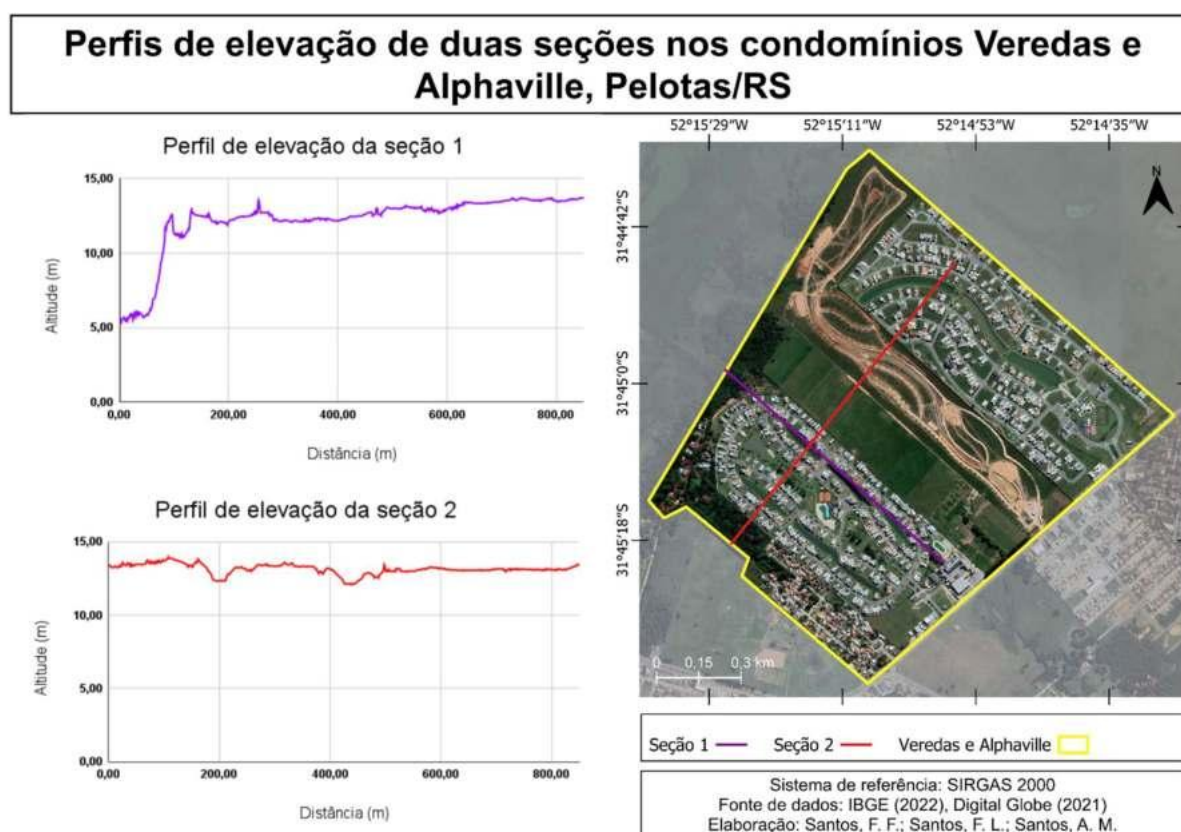 Perfis de elevação de duas seções nos condomínios Veredas e
Alphaville, Pelotas/RS
Perfil de elevação da seção 1
15,00
10,00
5,00
0,00
Altitude (m)
0,00 200,00 400,00 600,00 800,00
Distância (m)
Perfil de elevação da seção 2
15,00
10,00
5,00
0,00
Altitude (m)
0,00 200,00 400,00 600,00 800,00
Distância (m)
52°15′29″W 52°15′11″W 52°14′53″W 52°14′35″W
31°44′42″S
31°45′0″S
31°45′18″S
N
0 0,15 0,3 km
Seção 1 Seção 2 Veredas e Alphaville
Sistema de referência: SIRGAS 2000
Fonte de dados: IBGE (2022), Digital Globe (2021)
Elaboração: Santos, F. F.; Santos, F. L.; Santos, A. M.